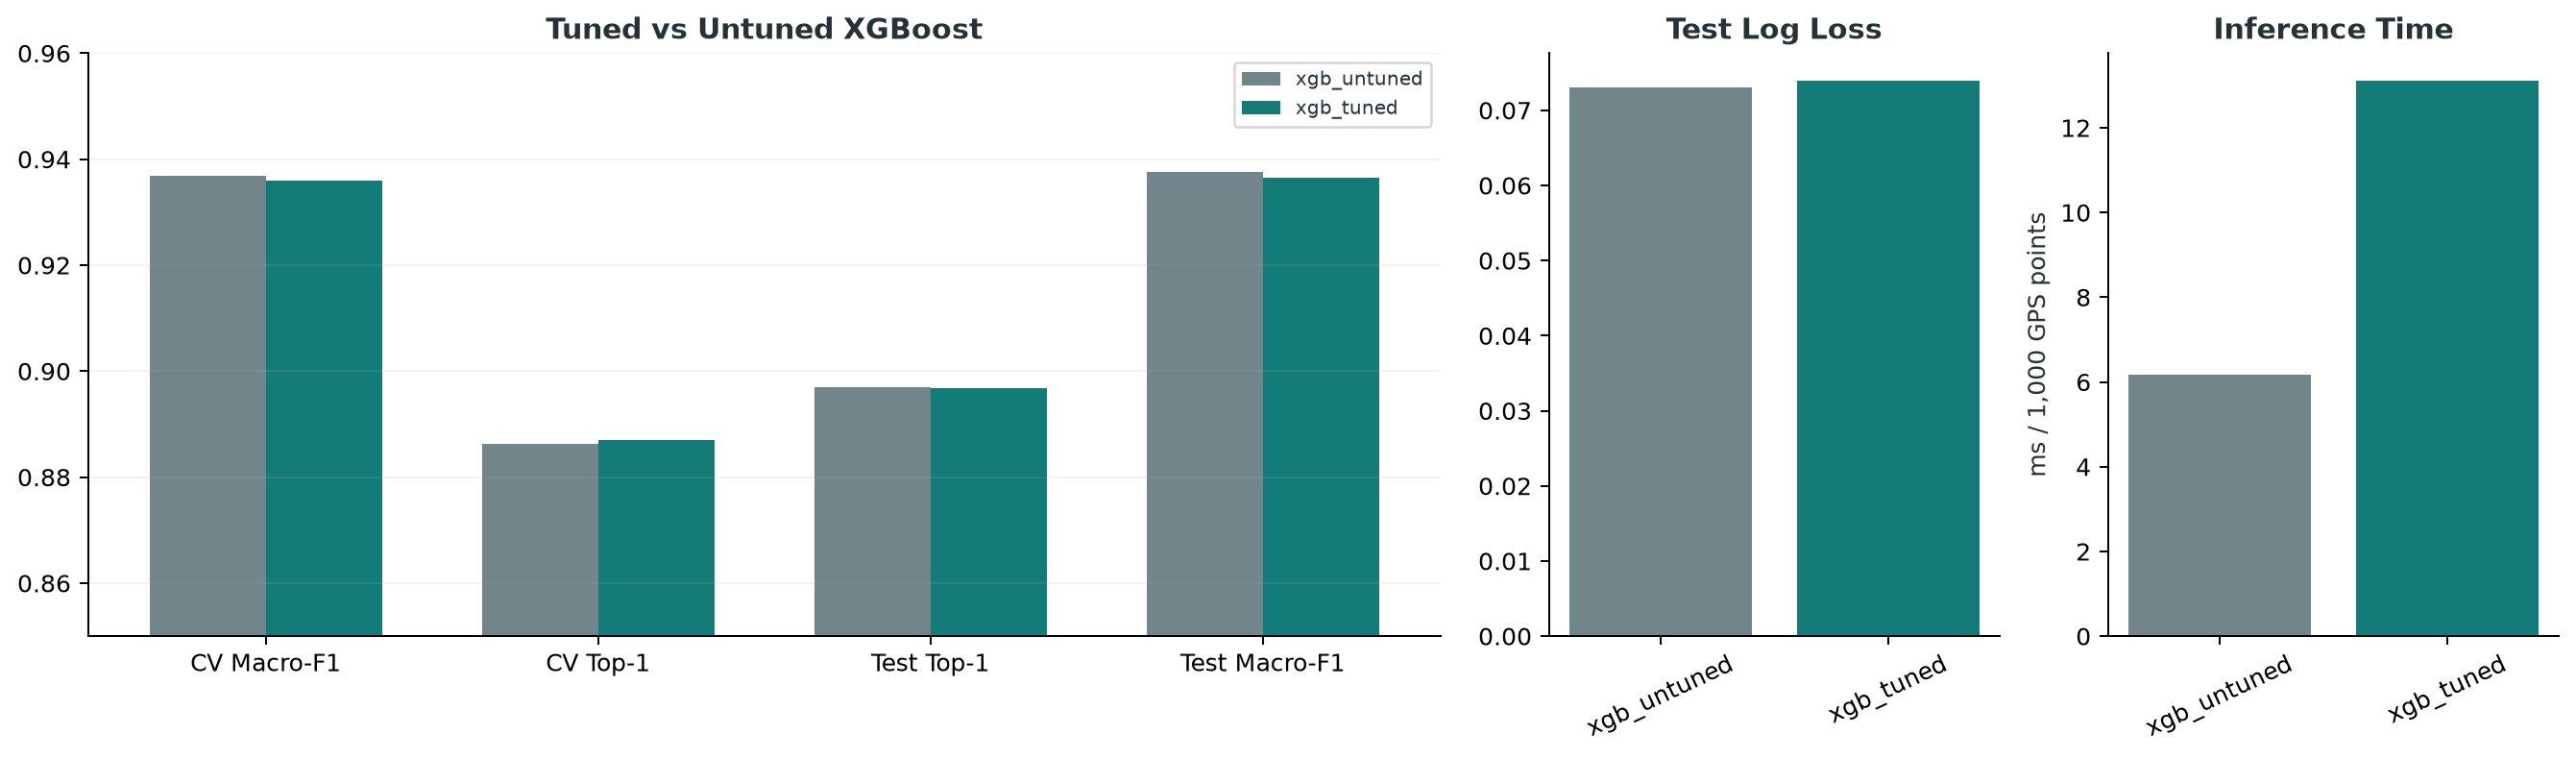 Tuned vs Untuned XGBoost
0.96
0.94
0.92
0.90
0.88
0.86
xgb_untuned
xgb_tuned
CV Macro-F1
CV Top-1
Test Top-1
Test Macro-F1
Test Log Loss
0.07
0.06
0.05
0.04
0.03
0.02
0.01
0.00
xgb_untuned
xgb_tuned
Inference Time
ms / 1,000 GPS points
12
10
8
6
4
2
0
xgb_untuned
xgb_tuned